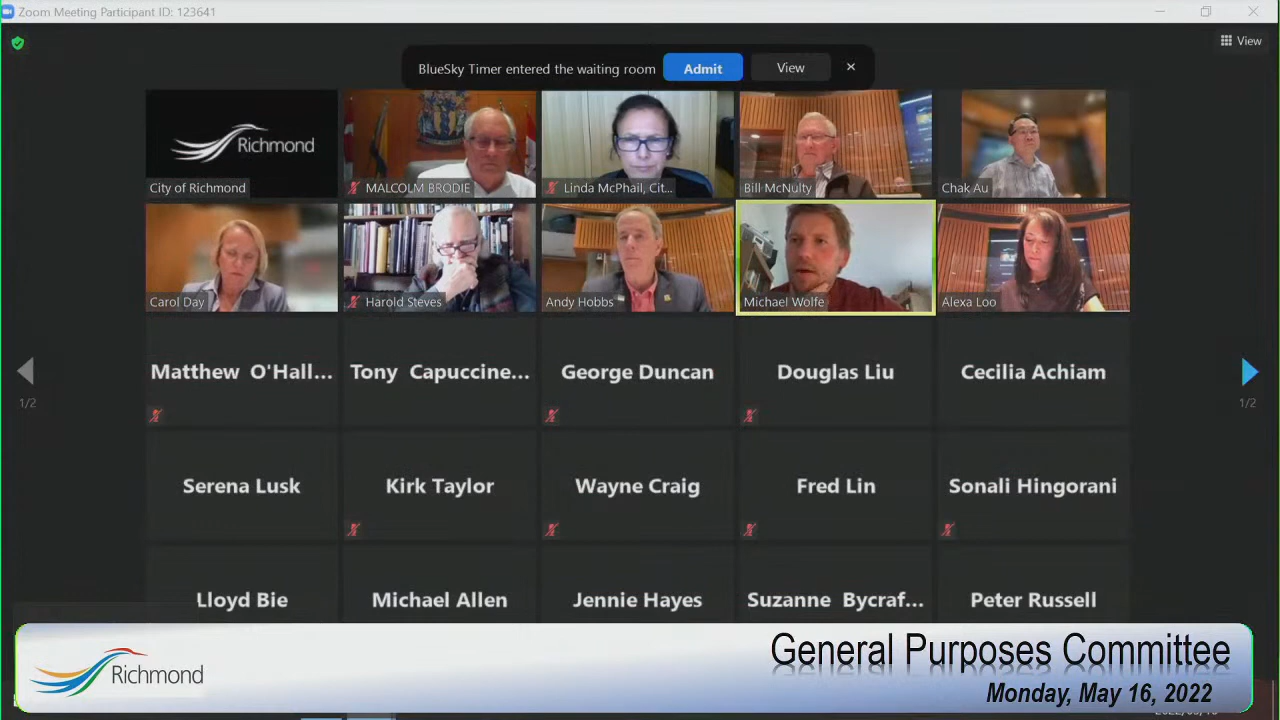 Zoom Meeting Participant ID: 123641
View
BlueSky Timer entered the waiting room Admit View
Richmond
City of Richmond
MALCOLM BRODIE
Linda McPhail, Cit...
Bill McNulty
Chak Au
Carol Day
Harold Steves
Andy Hobbs
Michael Wolfe
Alexa Loo
Matthew O'Hall...
Tony Capuccine...
George Duncan
Douglas Liu
Cecilia Achiam
1/2
1/2
Serena Lusk
Kirk Taylor
Wayne Craig
Fred Lin
Sonali Hingorani
Lloyd Bie
Michael Allen
Jennie Hayes
Suzanne Bycraf...
Peter Russell
Richmond
General Purposes Committee
Monday, May 16, 2022